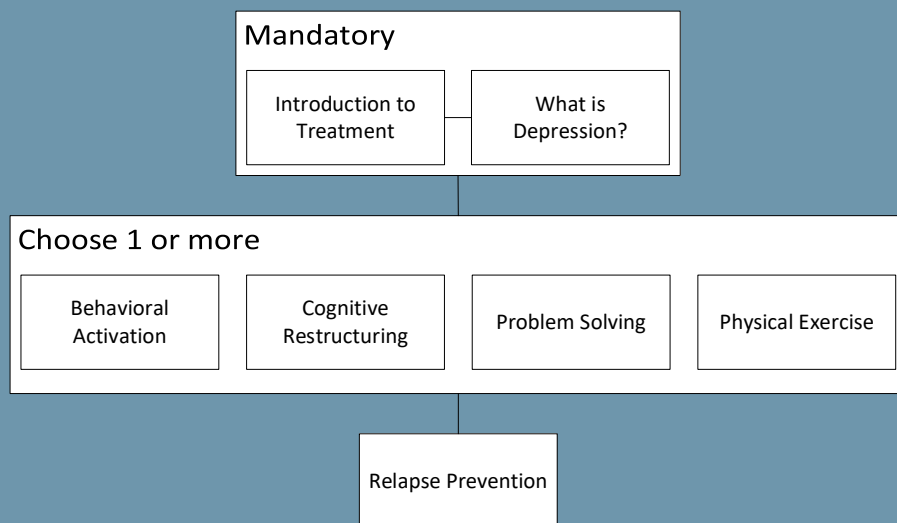 Mandatory
Introduction to
Treatment
What is
Depression?
Choose 1 or more
Behavioral
Activation
Cognitive
Restructuring
Problem Solving
Physical Exercise
Relapse Prevention